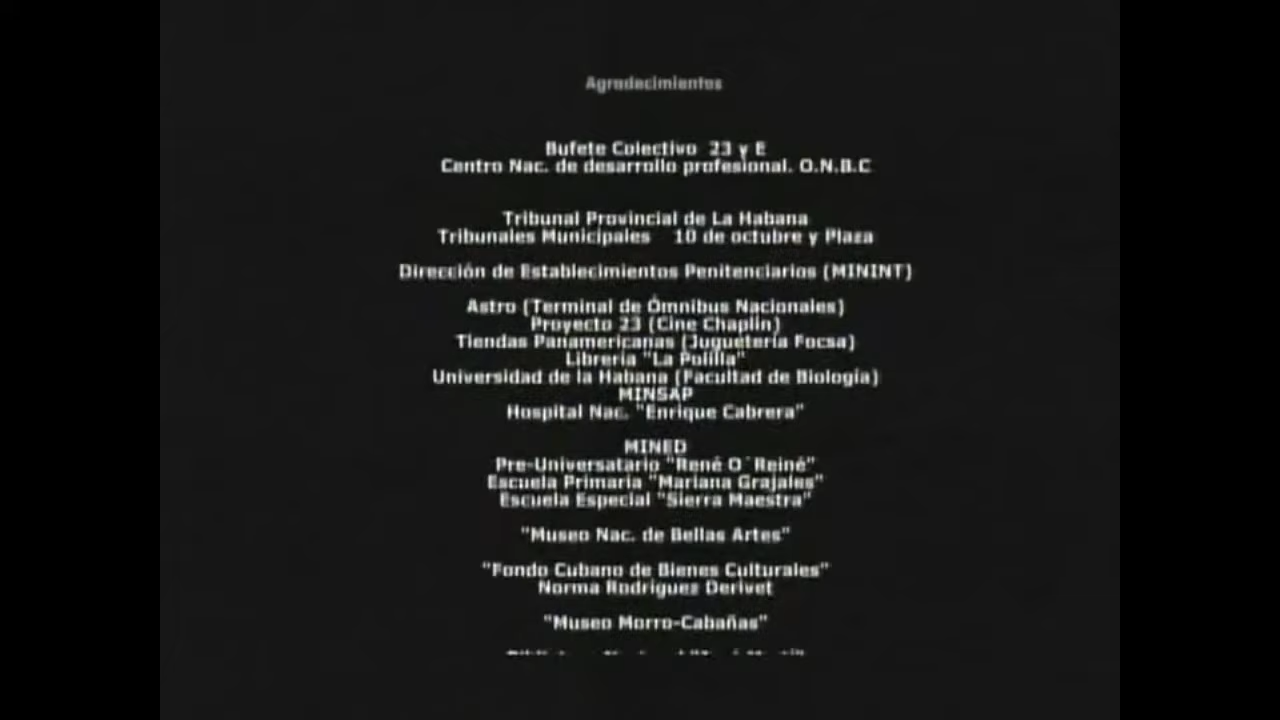 Agradecimientos
Bufete Colectivo 23 y E
Centro Nac. de desarrollo profesional. O.N.B.C
Tribunal Provincial de La Habana
Tribunales Municipales 10 de octubre y Plaza
Dirección de Establecimientos Penitenciarios (MININT)
Astro (Terminal de Ómnibus Nacionales)
Proyecto 23 (Cine Chaplin)
Tiendas Panamericanas (Juguetería Focsa)
Librería "La Polilla"
Universidad de la Habana (Facultad de Biología)
MINSAP
Hospital Nac. "Enrique Cabrera"
MINED
Pre-Universatario "René O´Reiné"
Escuela Primaria "Mariana Grajales"
Escuela Especial "Sierra Maestra"
"Museo Nac. de Bellas Artes"
"Fondo Cubano de Bienes Culturales"
Norma Rodríguez Derivet
"Museo Morro-Cabañas"